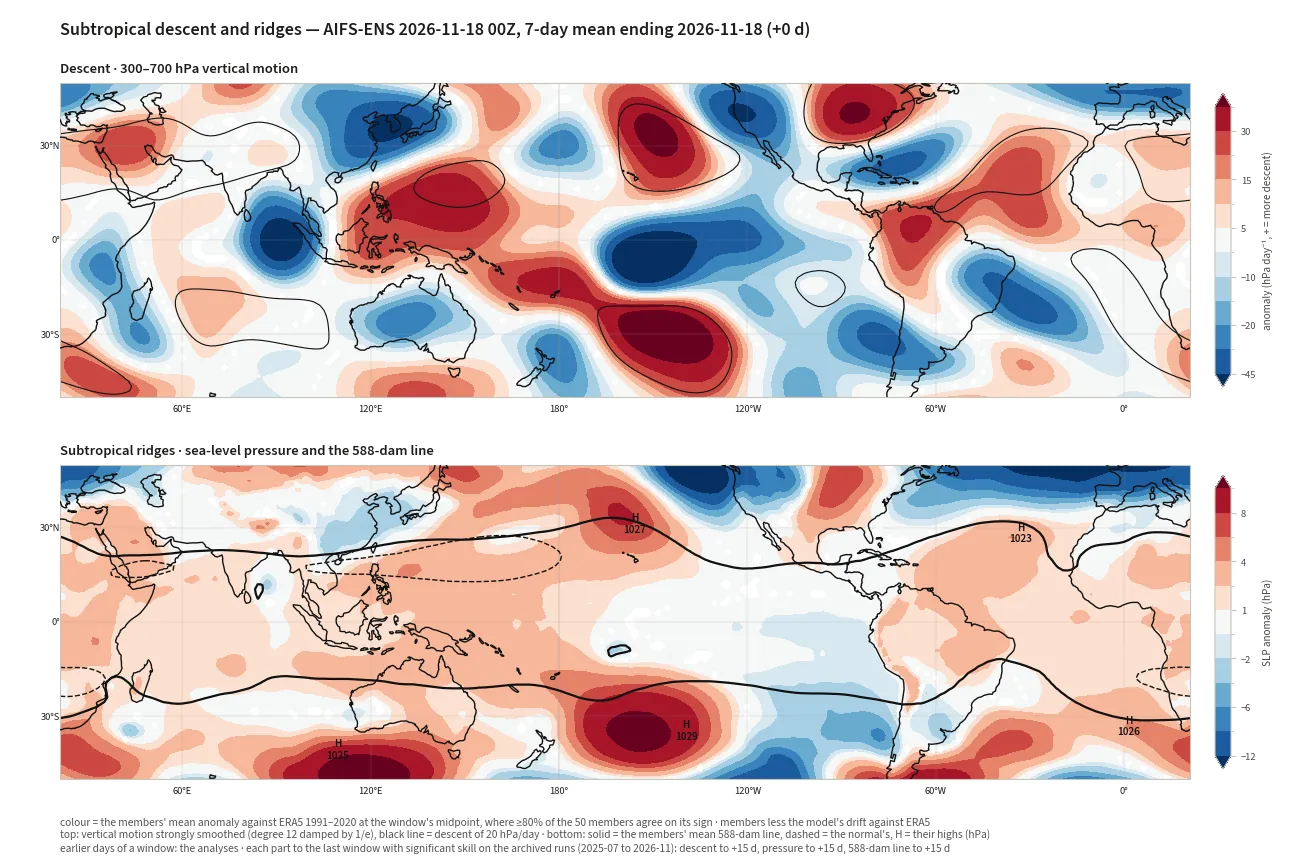 Subtropical descent and ridges — AIFS-ENS 2026-11-18 00Z, 7-day mean ending 2026-11-18 (+0 d)
Descent · 300–700 hPa vertical motion
30°N
0°
30°S
60°E
120°E
180°
120°W
60°W
0°
30
15
5
−10
−20
−45
anomaly (hPa day⁻¹, + = more descent)
Subtropical ridges · sea-level pressure and the 588-dam line
30°N
0°
30°S
H
1027
H
1023
H
1029
H
1026
H
1025
60°E
120°E
180°
120°W
60°W
0°
8
4
1
−2
−6
−12
SLP anomaly (hPa)
colour = the members' mean anomaly against ERA5 1991–2020 at the window's midpoint, where ≥80% of the 50 members agree on its sign · members less the model's drift against ERA5
top: vertical motion strongly smoothed (degree 12 damped by 1/e), black line = descent of 20 hPa/day · bottom: solid = the members' mean 588-dam line, dashed = the normal's, H = their highs (hPa)
earlier days of a window: the analyses · each part to the last window with significant skill on the archived runs (2025-07 to 2026-11): descent to +15 d, pressure to +15 d, 588-dam line to +15 d